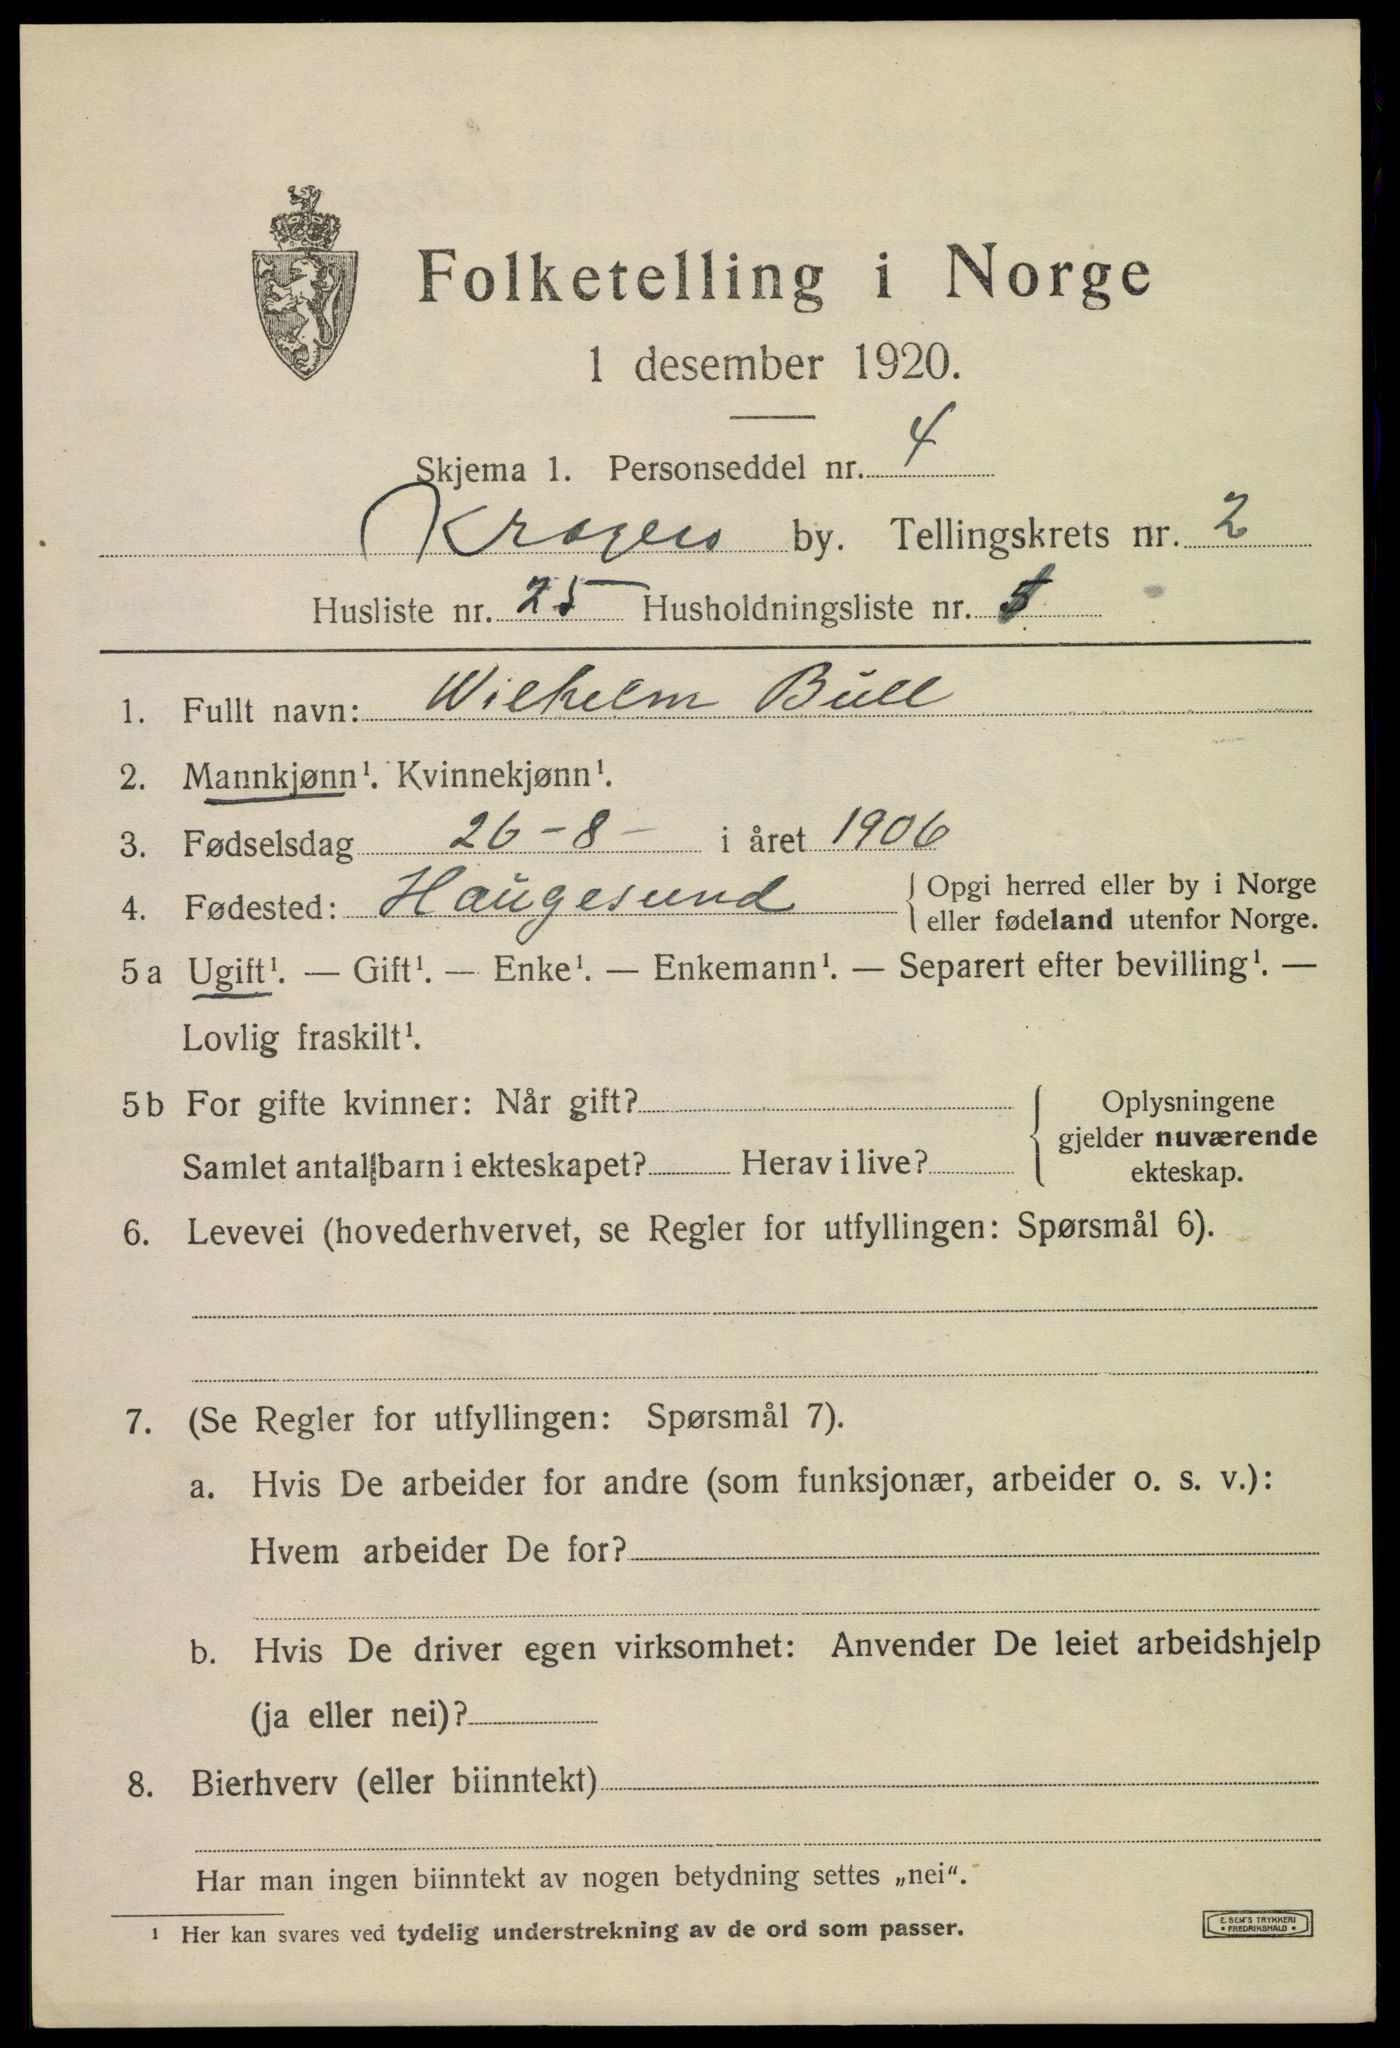 Folketelling i Norge
1 desember 1920.
Skjema 1. Personseddel nr. 4
Kragerø by. Tellingskrets nr. 2
Husliste nr. 25 Husholdningsliste nr.
1. Fullt navn: Wilhelm Bull
2. Mannkjønn¹. Kvinnekjønn¹.
3. Fødselsdag 26-8- i året 1906
4. Fødested: Haugesund { Opgi herred eller by i Norge
eller fødeland utenfor Norge.
5a Ugift¹. — Gift¹. — Enke¹. — Enkemann¹. — Separert efter bevilling¹. —
Lovlig fraskilt¹.
5b For gifte kvinner: Når gift?
Samlet antal barn i ekteskapet? Herav i live?
{ Oplysningene
gjelder nuværende
ekteskap.
6. Levevei (hovederhvervet, se Regler for utfyllingen: Spørsmål 6).
7. (Se Regler for utfyllingen: Spørsmål 7).
a. Hvis De arbeider for andre (som funksjonær, arbeider o. s. v.):
Hvem arbeider De for?
b. Hvis De driver egen virksomhet: Anvender De leiet arbeidshjelp
(ja eller nei)?
8. Bierhverv (eller biinntekt)
Har man ingen biinntekt av nogen betydning settes „nei“.
¹ Her kan svares ved tydelig understrekning av de ord som passer.
E. SEM'S TRYKKERI
• FREDRIKSHALD •